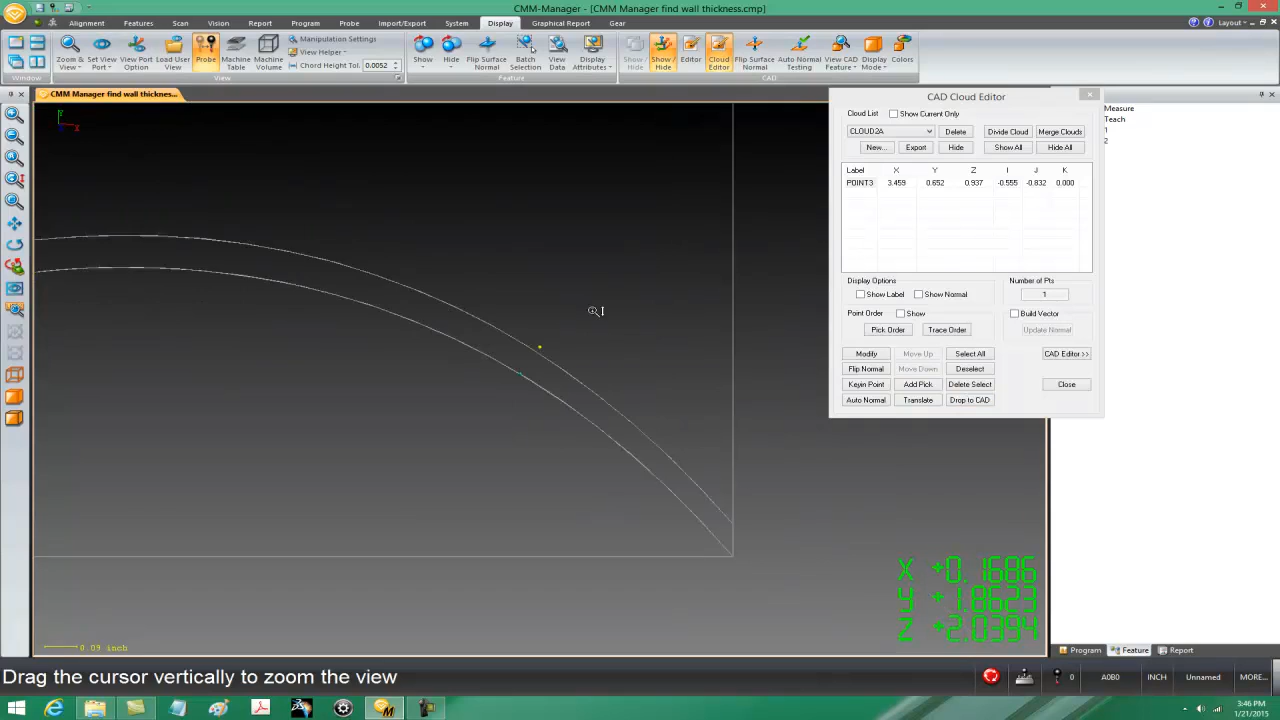 CMM-Manager - [CMM Manager find wall thickness.cmp]
Alignment Features Scan Vision Report Program Probe Import/Export System Display Graphical Report Gear Layout
Zoom & View Set View Port View Port Option Load User View Probe Machine Table Machine Volume
Manipulation Settings
View Helper
Chord Height Tol. 0.0052
Show Hide Flip Surface Normal Batch Selection View Data Display Attributes
Show / Hide Show / Hide Editor Cloud Editor Flip Surface Normal Auto Normal Testing View CAD Feature Display Mode Colors
Window View Feature CAD
CMM Manager find wall thicknes...
Y
X
CAD Cloud Editor
Cloud List Show Current Only
CLOUD2A Delete Divide Cloud Merge Clouds
New... Export Hide Show All Hide All
Label X Y Z I J K
POINT3 3.459 0.652 0.937 -0.555 -0.832 0.000
Display Options Number of Pts
Show Label Show Normal 1
Point Order Show Build Vector
Pick Order Trace Order Update Normal
Modify Move Up Select All CAD Editor>>
Flip Normal Move Down Deselect
Keyin Point Add Pick Delete Select Close
Auto Normal Translate Drop to CAD
Measure
Teach
1
2
X +0.1686
Y +1.8623
Z +2.0394
0.09 inch
Program Feature Report
Drag the cursor vertically to zoom the view
0 A0B0 INCH Unnamed MORE...
3:46 PM
1/21/2015